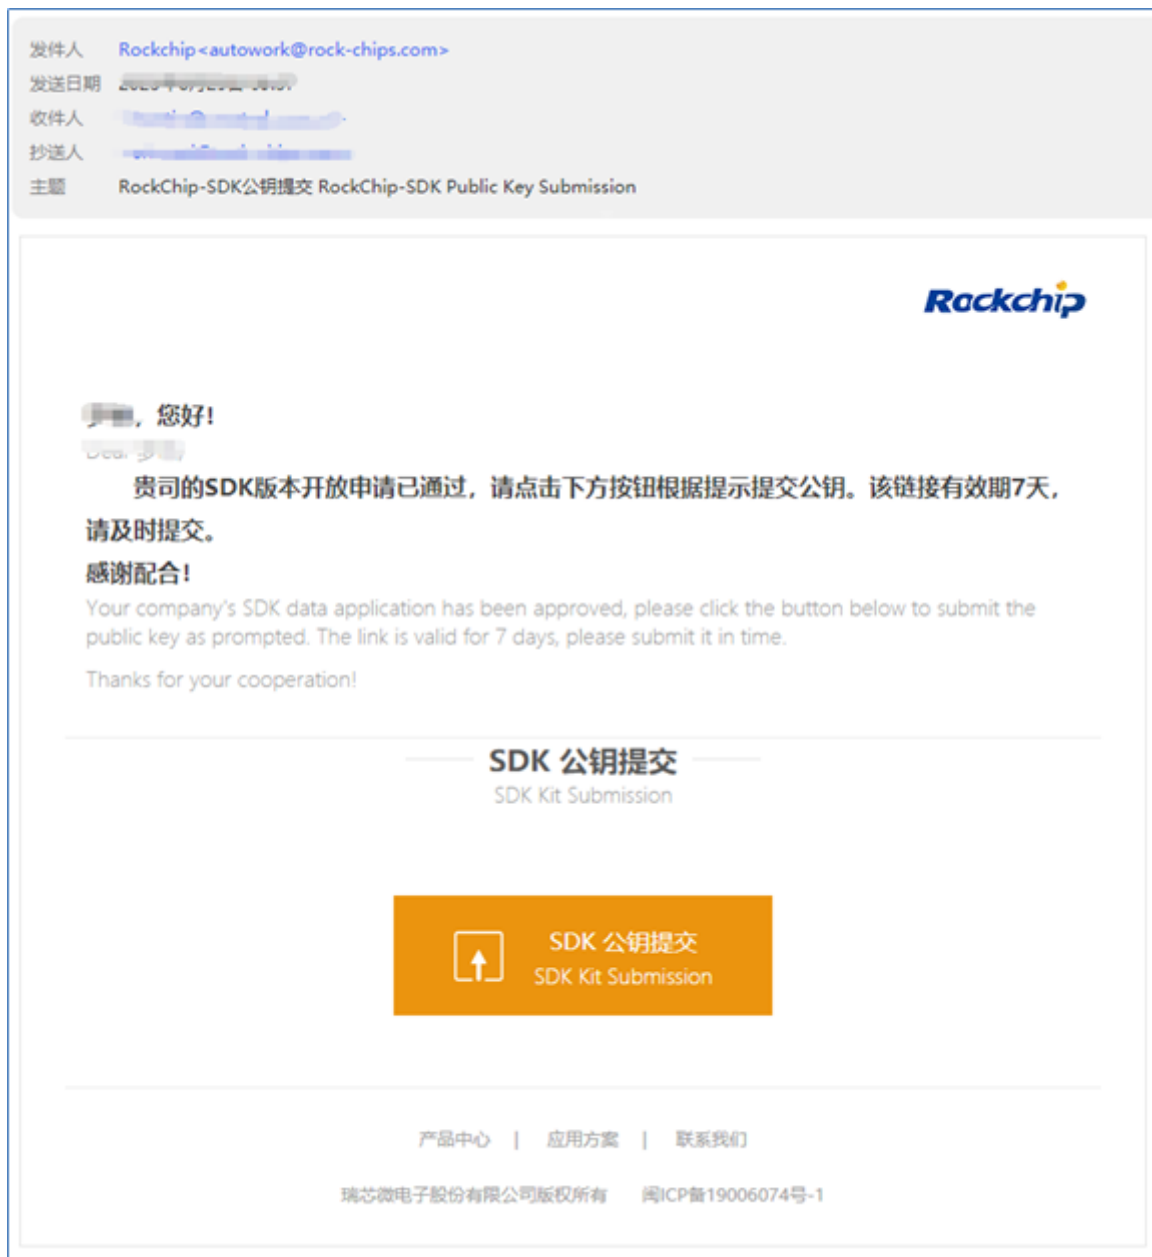 发件人 Rockchip<autowork@rock-chips.com>
发送日期
收件人
抄送人
主题 RockChip-SDK公钥提交 RockChip-SDK Public Key Submission
Rockchip
，您好！
Dear
贵司的SDK版本开放申请已通过，请点击下方按钮根据提示提交公钥。该链接有效期7天，
请及时提交。
感谢配合！
Your company's SDK data application has been approved, please click the button below to submit the
public key as prompted. The link is valid for 7 days, please submit it in time.
Thanks for your cooperation!
SDK 公钥提交
SDK Kit Submission
SDK 公钥提交
SDK Kit Submission
产品中心 | 应用方案 | 联系我们
瑞芯微电子股份有限公司版权所有 闽ICP备19006074号-1